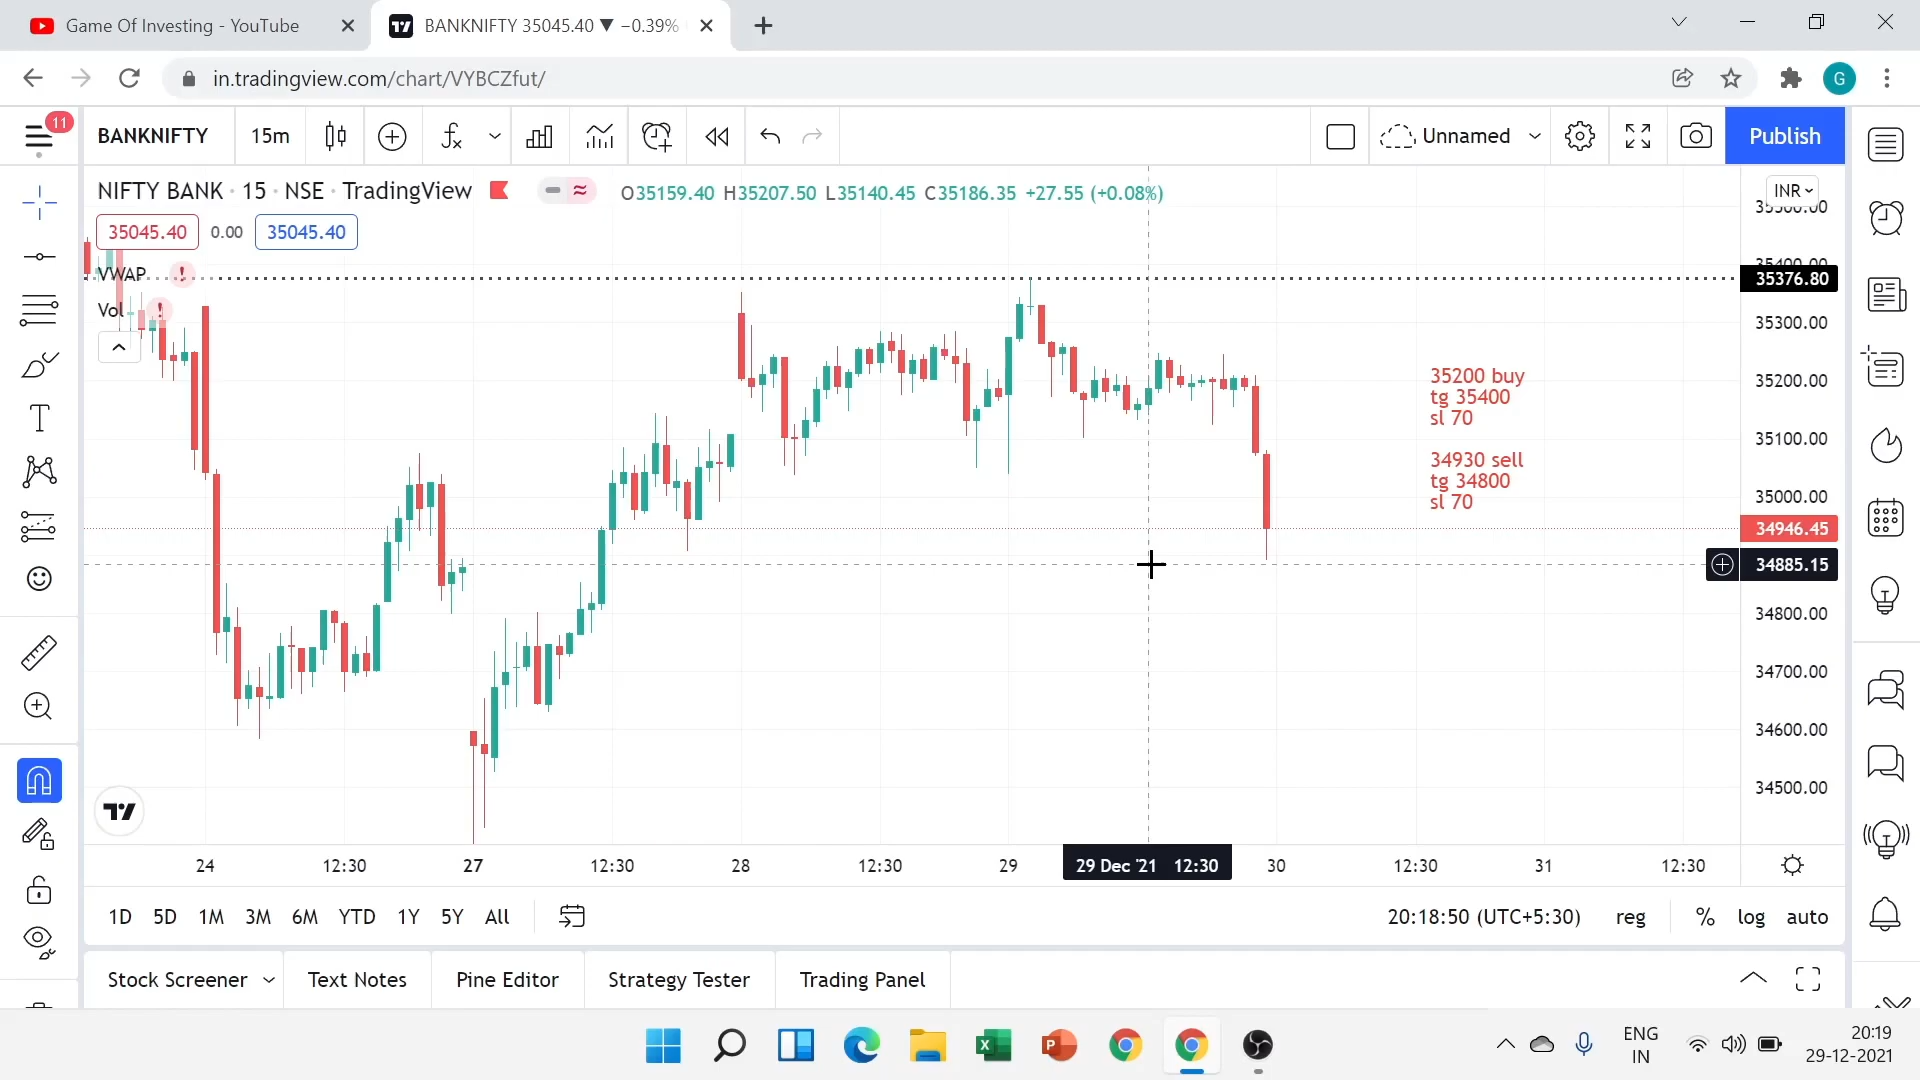 Game Of Investing - YouTube
BANKNIFTY 35045.40 ▼ −0.39%
in.tradingview.com/chart/VYBCZfut/
G
11
BANKNIFTY
15m
Unnamed
Publish
NIFTY BANK · 15 · NSE · TradingView
O35159.40 H35207.50 L35140.45 C35186.35 +27.55 (+0.08%)
INR
35045.40 0.00 35045.40
VWAP
Vol
35500.00
35400.00
35376.80
35300.00
35200.00
35100.00
35000.00
34946.45
34885.15
34800.00
34700.00
34600.00
34500.00
35200 buy
tg 35400
sl 70
34930 sell
tg 34800
sl 70
24 12:30 27 12:30 28 12:30 29 29 Dec '21 12:30 30 12:30 31 12:30
1D 5D 1M 3M 6M YTD 1Y 5Y All
20:18:50 (UTC+5:30) reg % log auto
Stock Screener Text Notes Pine Editor Strategy Tester Trading Panel
ENG
IN
20:19
29-12-2021